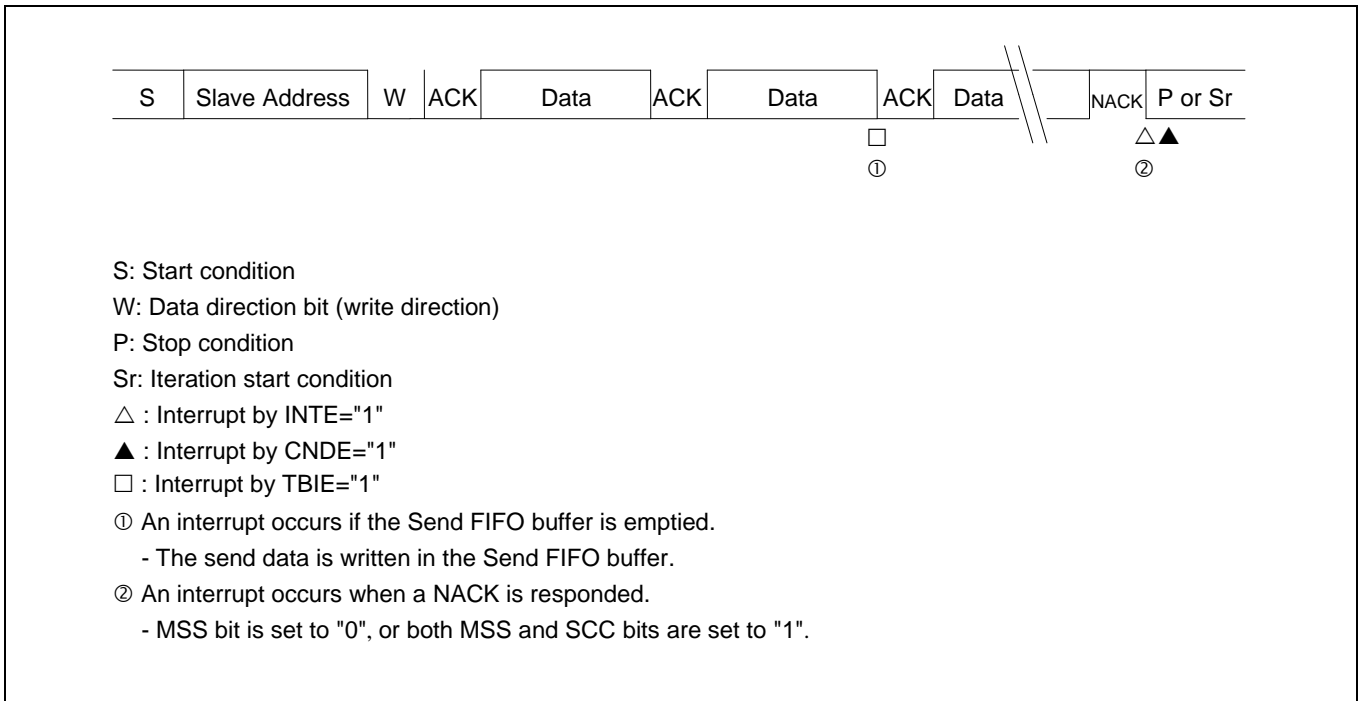 S Slave Address W ACK Data ACK Data ACK Data NACK P or Sr
□ △▲
① ②
S: Start condition
W: Data direction bit (write direction)
P: Stop condition
Sr: Iteration start condition
△ : Interrupt by INTE="1"
▲ : Interrupt by CNDE="1"
□ : Interrupt by TBIE="1"
① An interrupt occurs if the Send FIFO buffer is emptied.
- The send data is written in the Send FIFO buffer.
② An interrupt occurs when a NACK is responded.
- MSS bit is set to "0", or both MSS and SCC bits are set to "1".